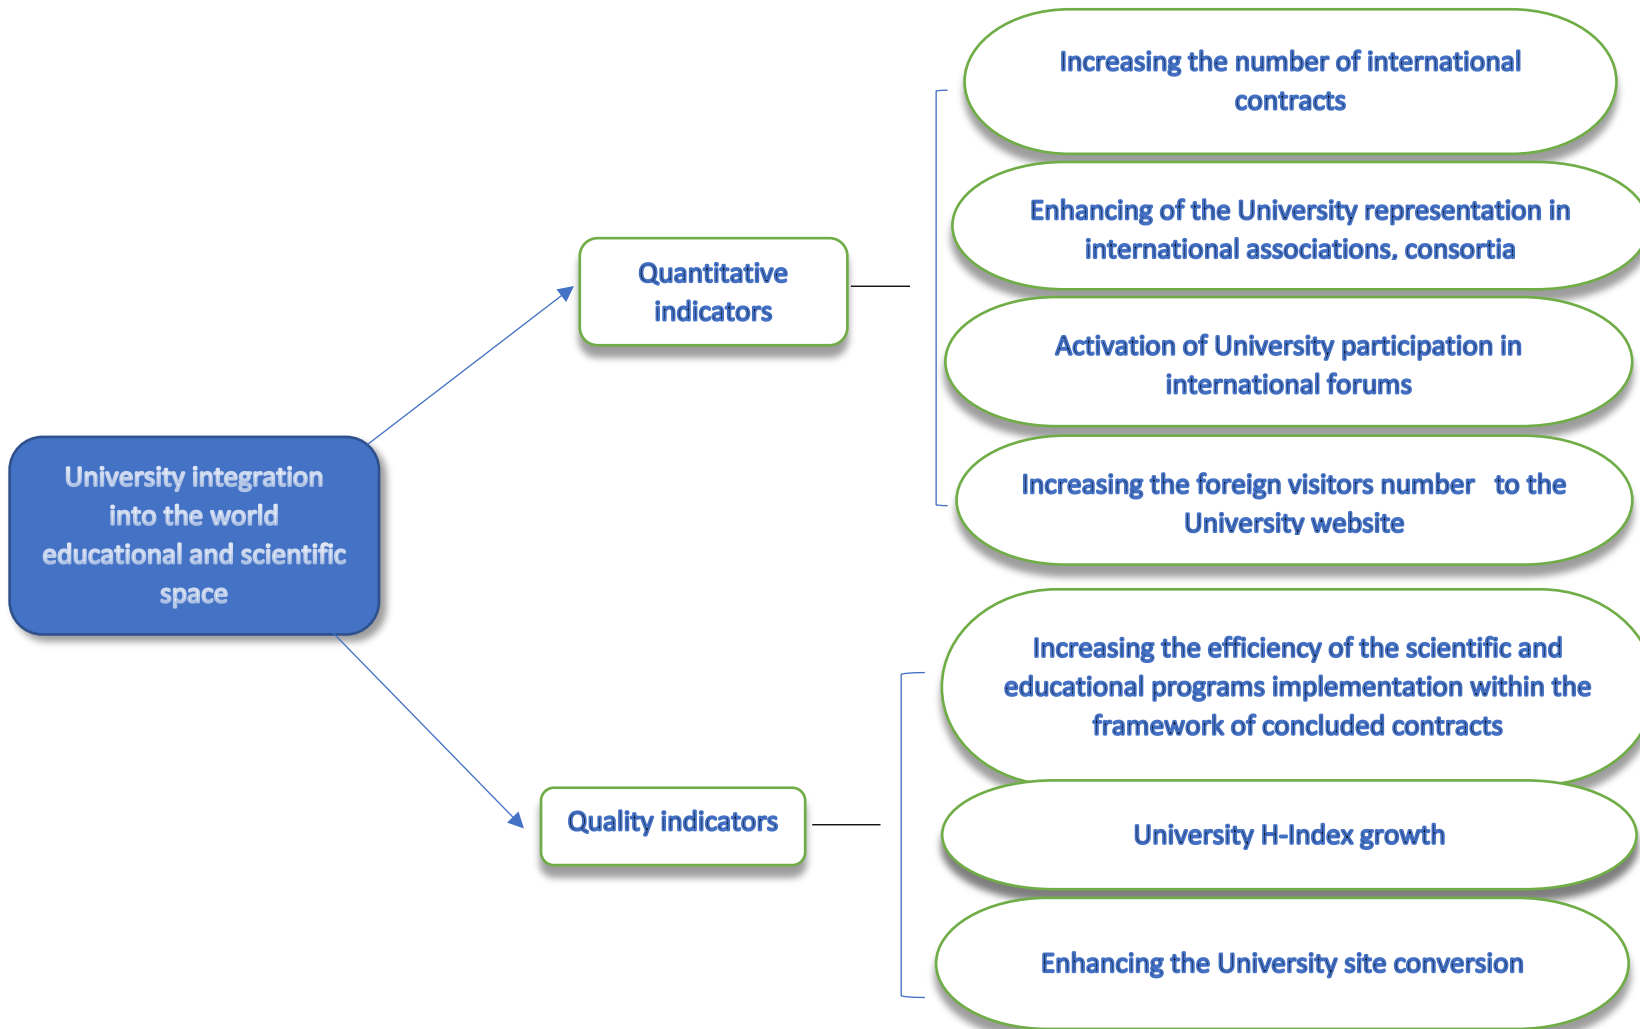 University integration
into the world
educational and scientific
space
Quantitative
indicators
Increasing the number of international
contracts
Enhancing of the University representation in
international associations, consortia
Activation of University participation in
international forums
Increasing the foreign visitors number   to the
University website
Quality indicators
Increasing the efficiency of the scientific and
educational programs implementation within the
framework of concluded contracts
University H-Index growth
Enhancing the University site conversion